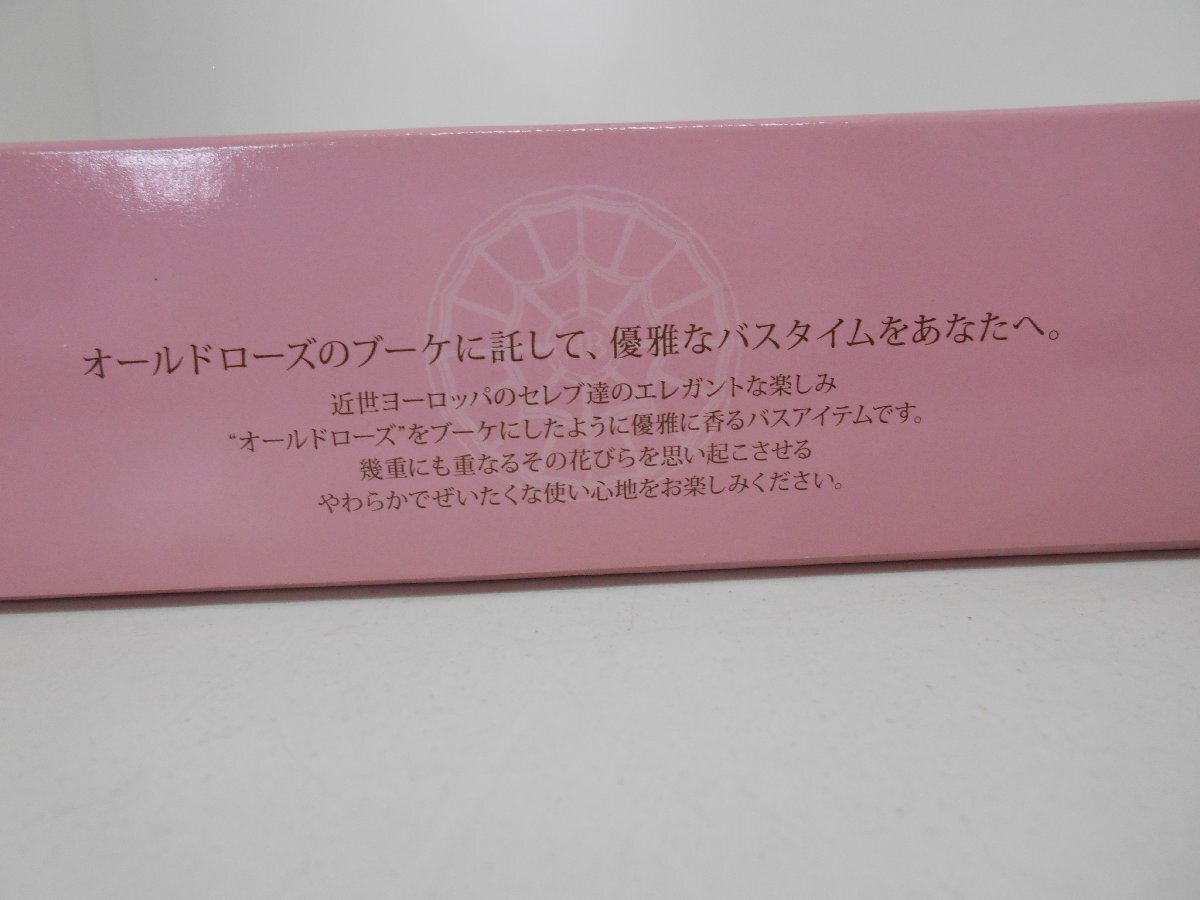 オールドローズのブーケに託して、優雅なバスタイムをあなたへ。
近世ヨーロッパのセレブ達のエレガントな楽しみ
“オールドローズ”をブーケにしたように優雅に香るバスアイテムです。
幾重にも重なるその花びらを思い起こさせる
やわらかでぜいたくな使い心地をお楽しみください。